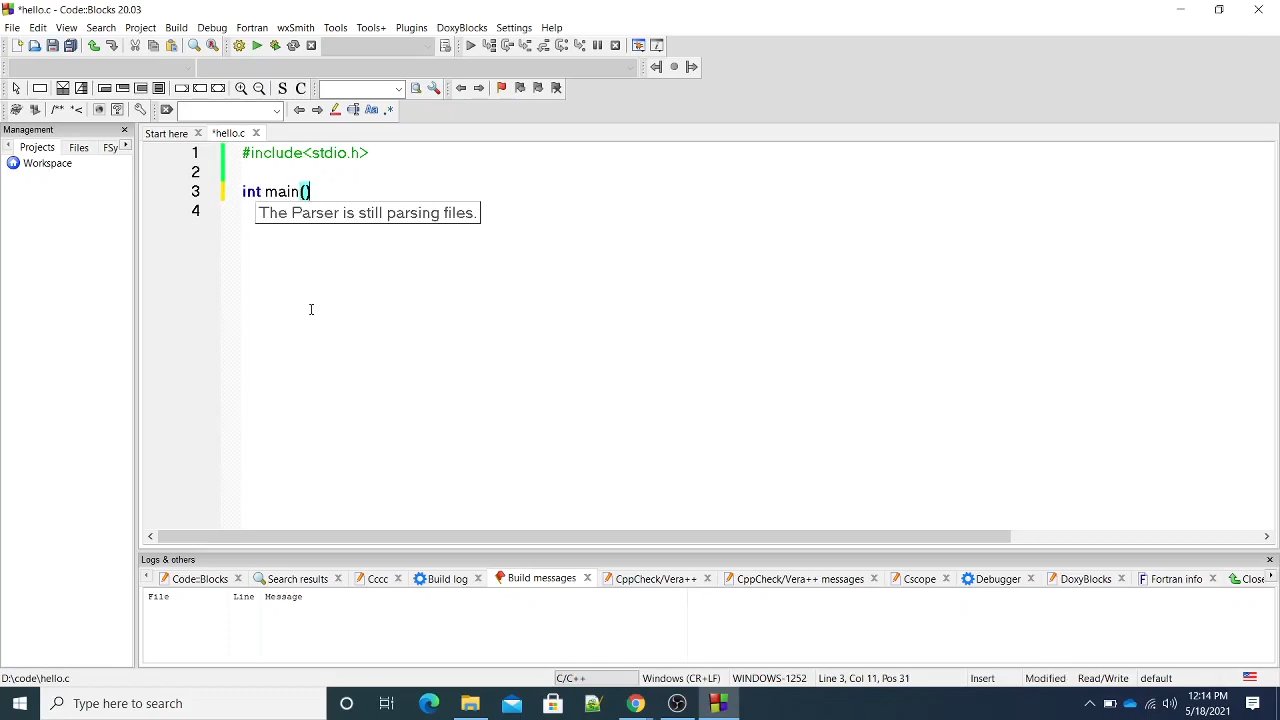 *hello.c - Code::Blocks 20.03
File Edit View Search Project Build Debug Fortran wxSmith Tools Tools+ Plugins DoxyBlocks Settings Help
S C
/** *< Aa .*
Management
Projects Files FSy
Workspace
Start here *hello.c
1 #include<stdio.h>
2
3 int main()
4
The Parser is still parsing files.
Logs & others
Code::Blocks Search results Cccc Build log Build messages CppCheck/Vera++ CppCheck/Vera++ messages Cscope Debugger DoxyBlocks Fortran info Close
File Line Message
D:\code\hello.c C/C++ Windows (CR+LF) WINDOWS-1252 Line 3, Col 11, Pos 31 Insert Modified Read/Write default
Type here to search
12:14 PM
5/18/2021